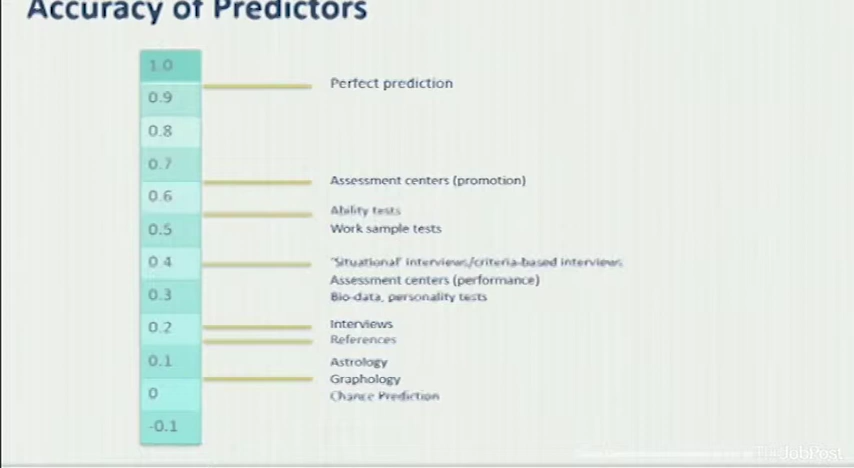 Accuracy of Predictors
1.0
Perfect prediction
0.9
0.8
0.7
Assessment centers (promotion)
0.6
Ability tests
0.5
Work sample tests
0.4
'Situational' interviews/criteria-based interviews
Assessment centers (performance)
0.3
Bio-data, personality tests
0.2
Interviews
References
0.1
Astrology
Graphology
0
Chance Prediction
-0.1
TheJubPost